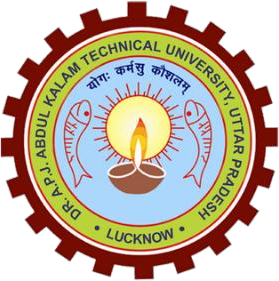 DR. A.P.J. ABDUL KALAM TECHNICAL UNIVERSITY, UTTAR PRADESH
योगः कर्मसु कौशलम्
• LUCKNOW •